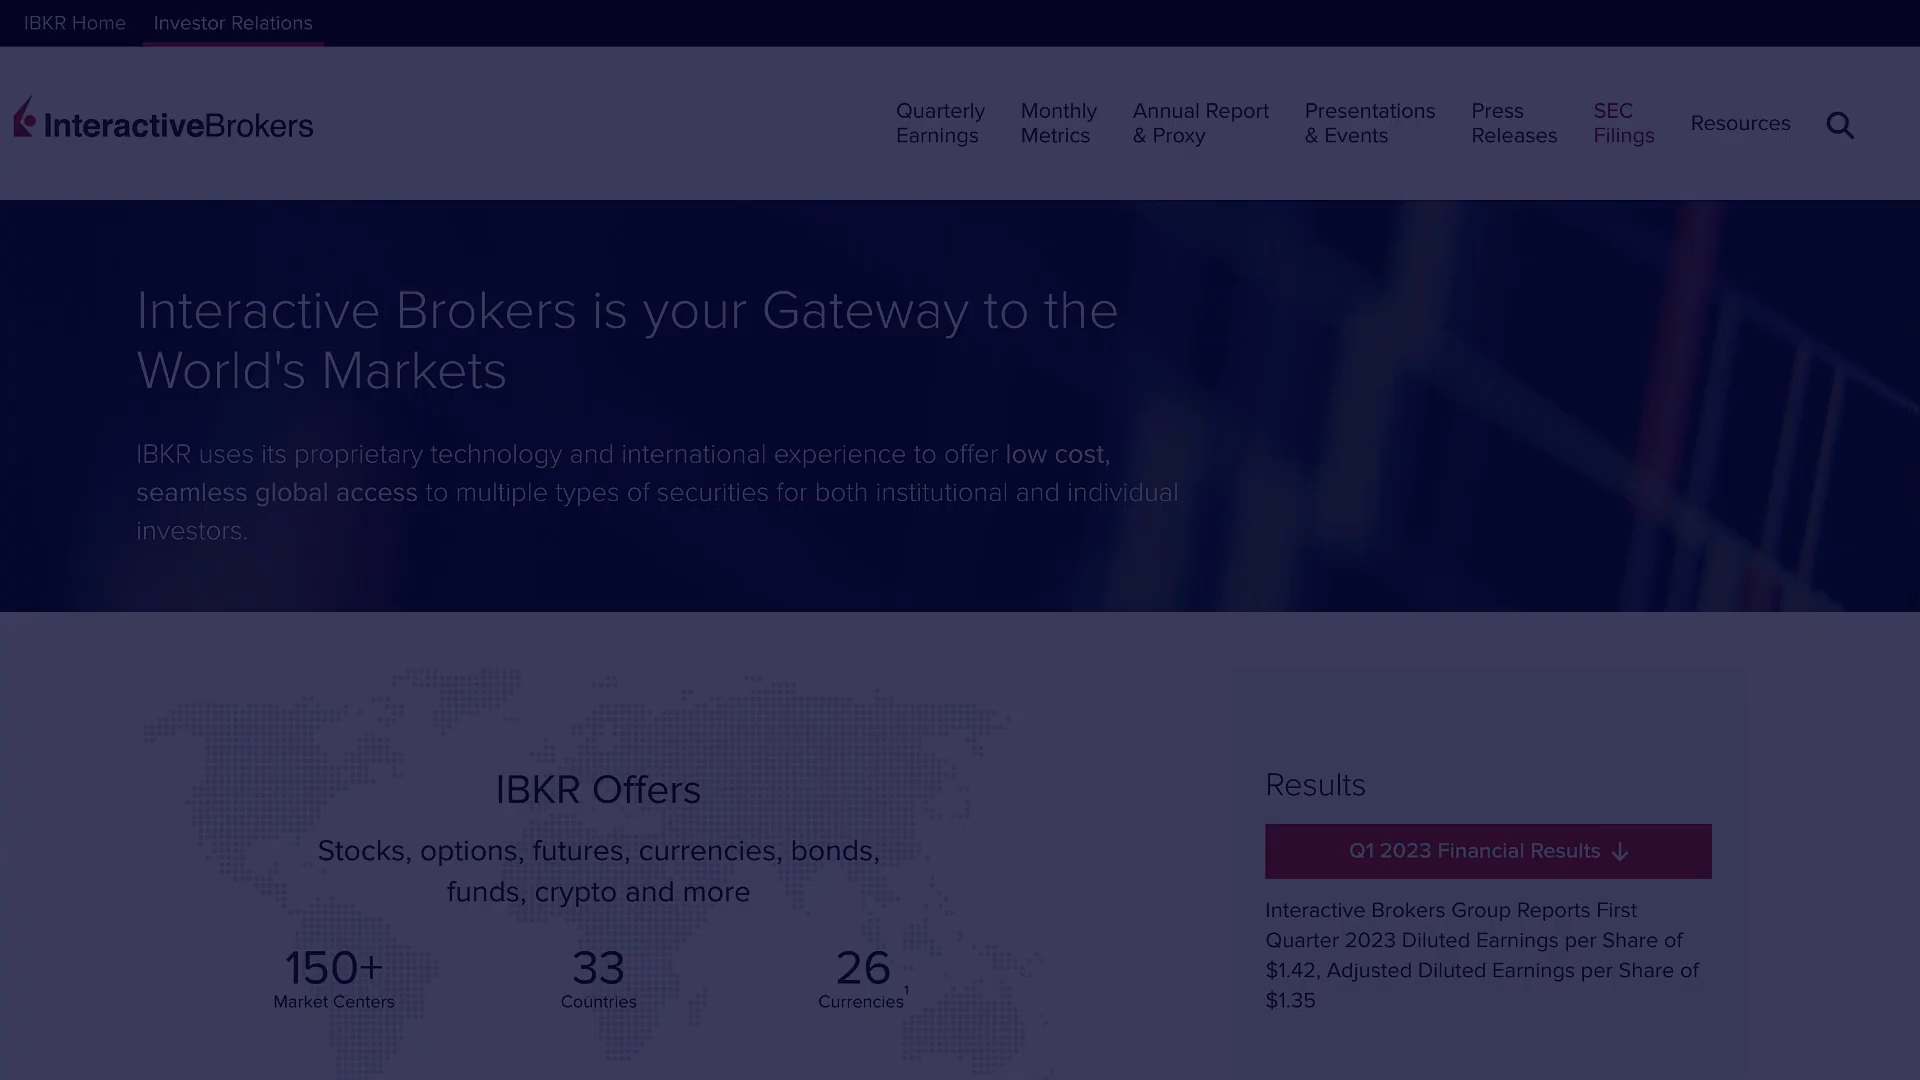 IBKR Home
Investor Relations
InteractiveBrokers
Quarterly
Earnings
Monthly
Metrics
Annual Report
& Proxy
Presentations
& Events
Press
Releases
SEC
Filings
Resources
Interactive Brokers is your Gateway to the
World's Markets
IBKR uses its proprietary technology and international experience to offer low cost,
seamless global access to multiple types of securities for both institutional and individual
investors.
IBKR Offers
Stocks, options, futures, currencies, bonds,
funds, crypto and more
150+
Market Centers
33
Countries
26
Currencies¹
Results
Q1 2023 Financial Results ↓
Interactive Brokers Group Reports First
Quarter 2023 Diluted Earnings per Share of
$1.42, Adjusted Diluted Earnings per Share of
$1.35